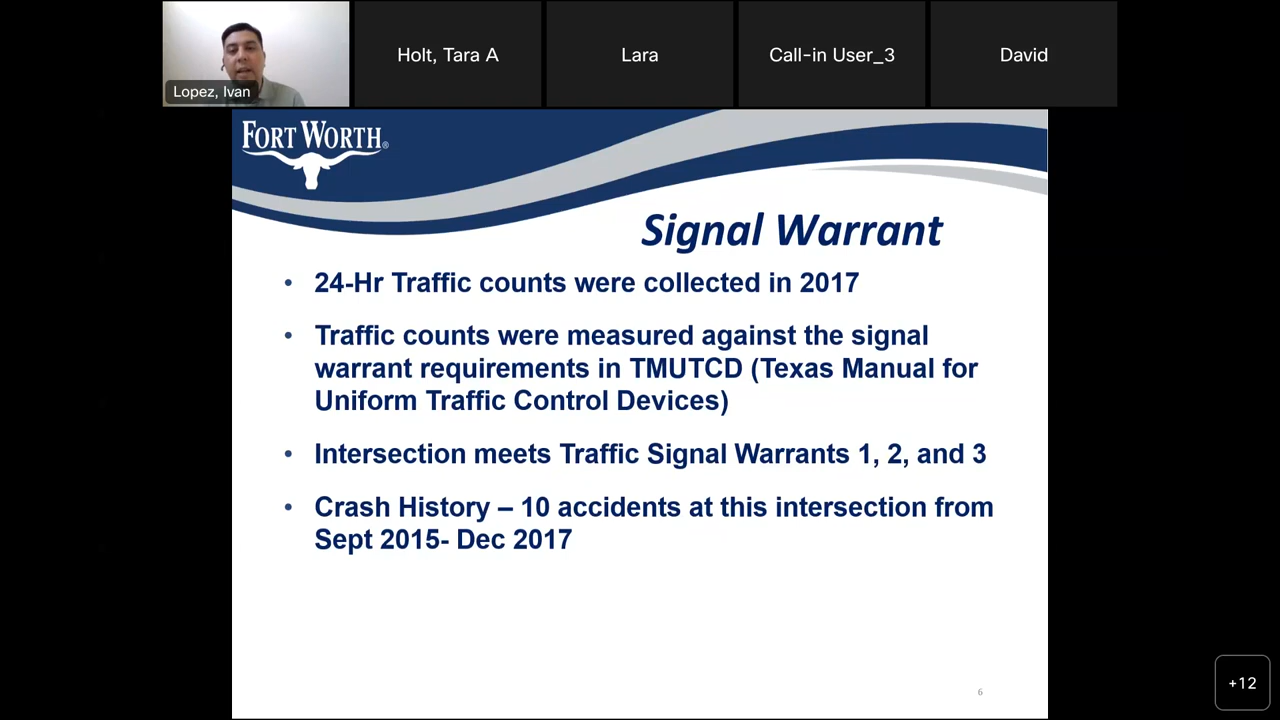 Lopez, Ivan
Holt, Tara A
Lara
Call-in User_3
David
FORT WORTH®
Signal Warrant
• 24-Hr Traffic counts were collected in 2017
• Traffic counts were measured against the signal
warrant requirements in TMUTCD (Texas Manual for
Uniform Traffic Control Devices)
• Intersection meets Traffic Signal Warrants 1, 2, and 3
• Crash History – 10 accidents at this intersection from
Sept 2015- Dec 2017
6
+12